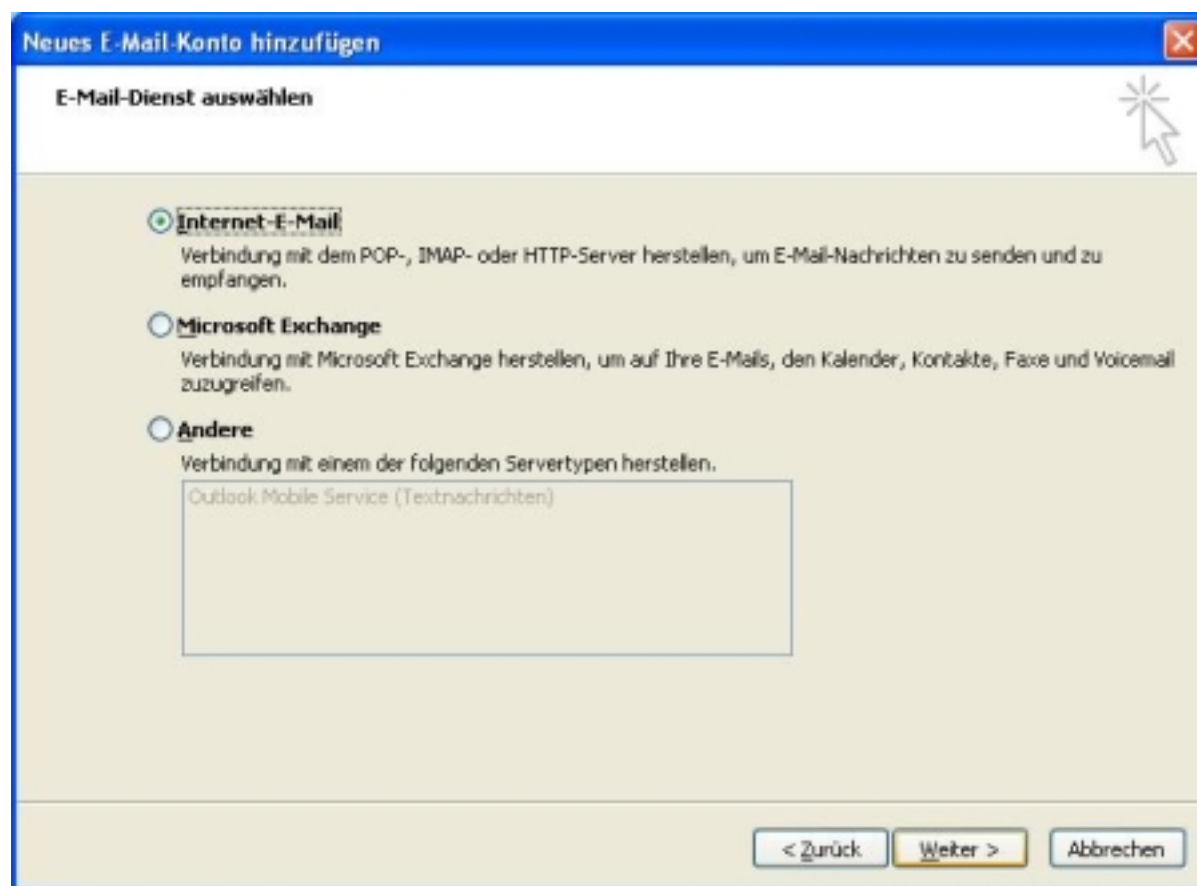 Neues E-Mail-Konto hinzufügen
E-Mail-Dienst auswählen
Internet-E-Mail
Verbindung mit dem POP-, IMAP- oder HTTP-Server herstellen, um E-Mail-Nachrichten zu senden und zu
empfangen.
Microsoft Exchange
Verbindung mit Microsoft Exchange herstellen, um auf Ihre E-Mails, den Kalender, Kontakte, Faxe und Voicemail
zuzugreifen.
Andere
Verbindung mit einem der folgenden Servertypen herstellen.
Outlook Mobile Service (Textnachrichten)
< Zurück Weiter > Abbrechen